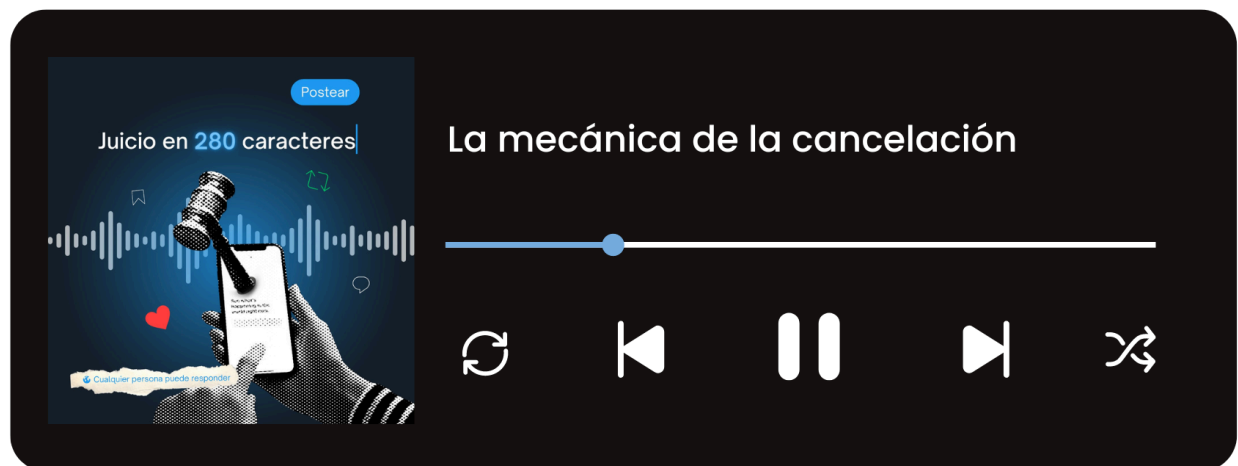 Postear
Juicio en 280 caracteres
Cualquier persona puede responder
La mecánica de la cancelación